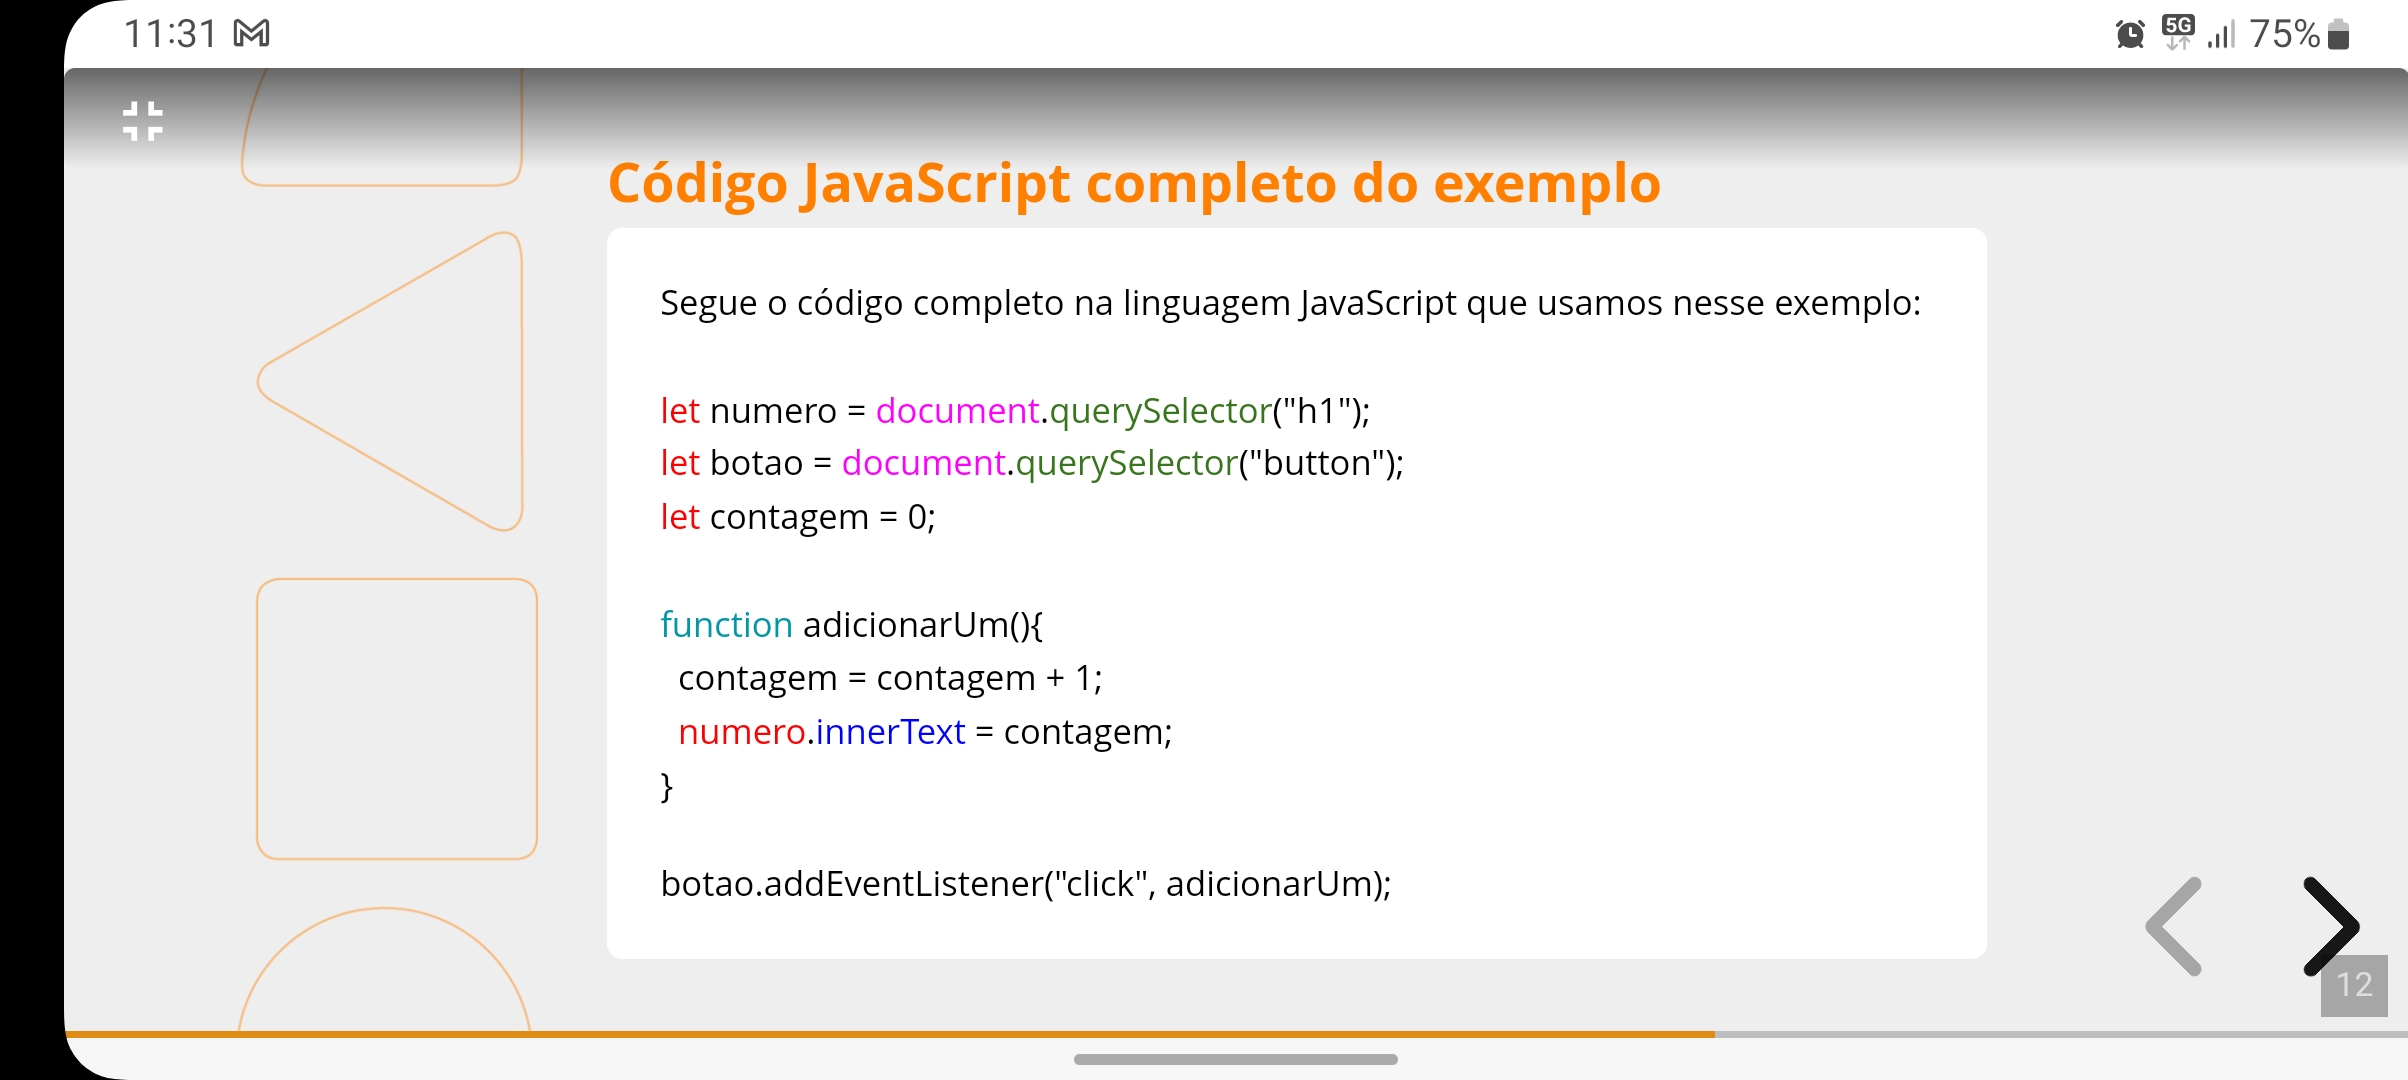 11:31
5G
75%
Código JavaScript completo do exemplo
Segue o código completo na linguagem JavaScript que usamos nesse exemplo:
let numero = document.querySelector("h1");
let botao = document.querySelector("button");
let contagem = 0;
function adicionarUm(){
  contagem = contagem + 1;
  numero.innerText = contagem;
}
botao.addEventListener("click", adicionarUm);
12